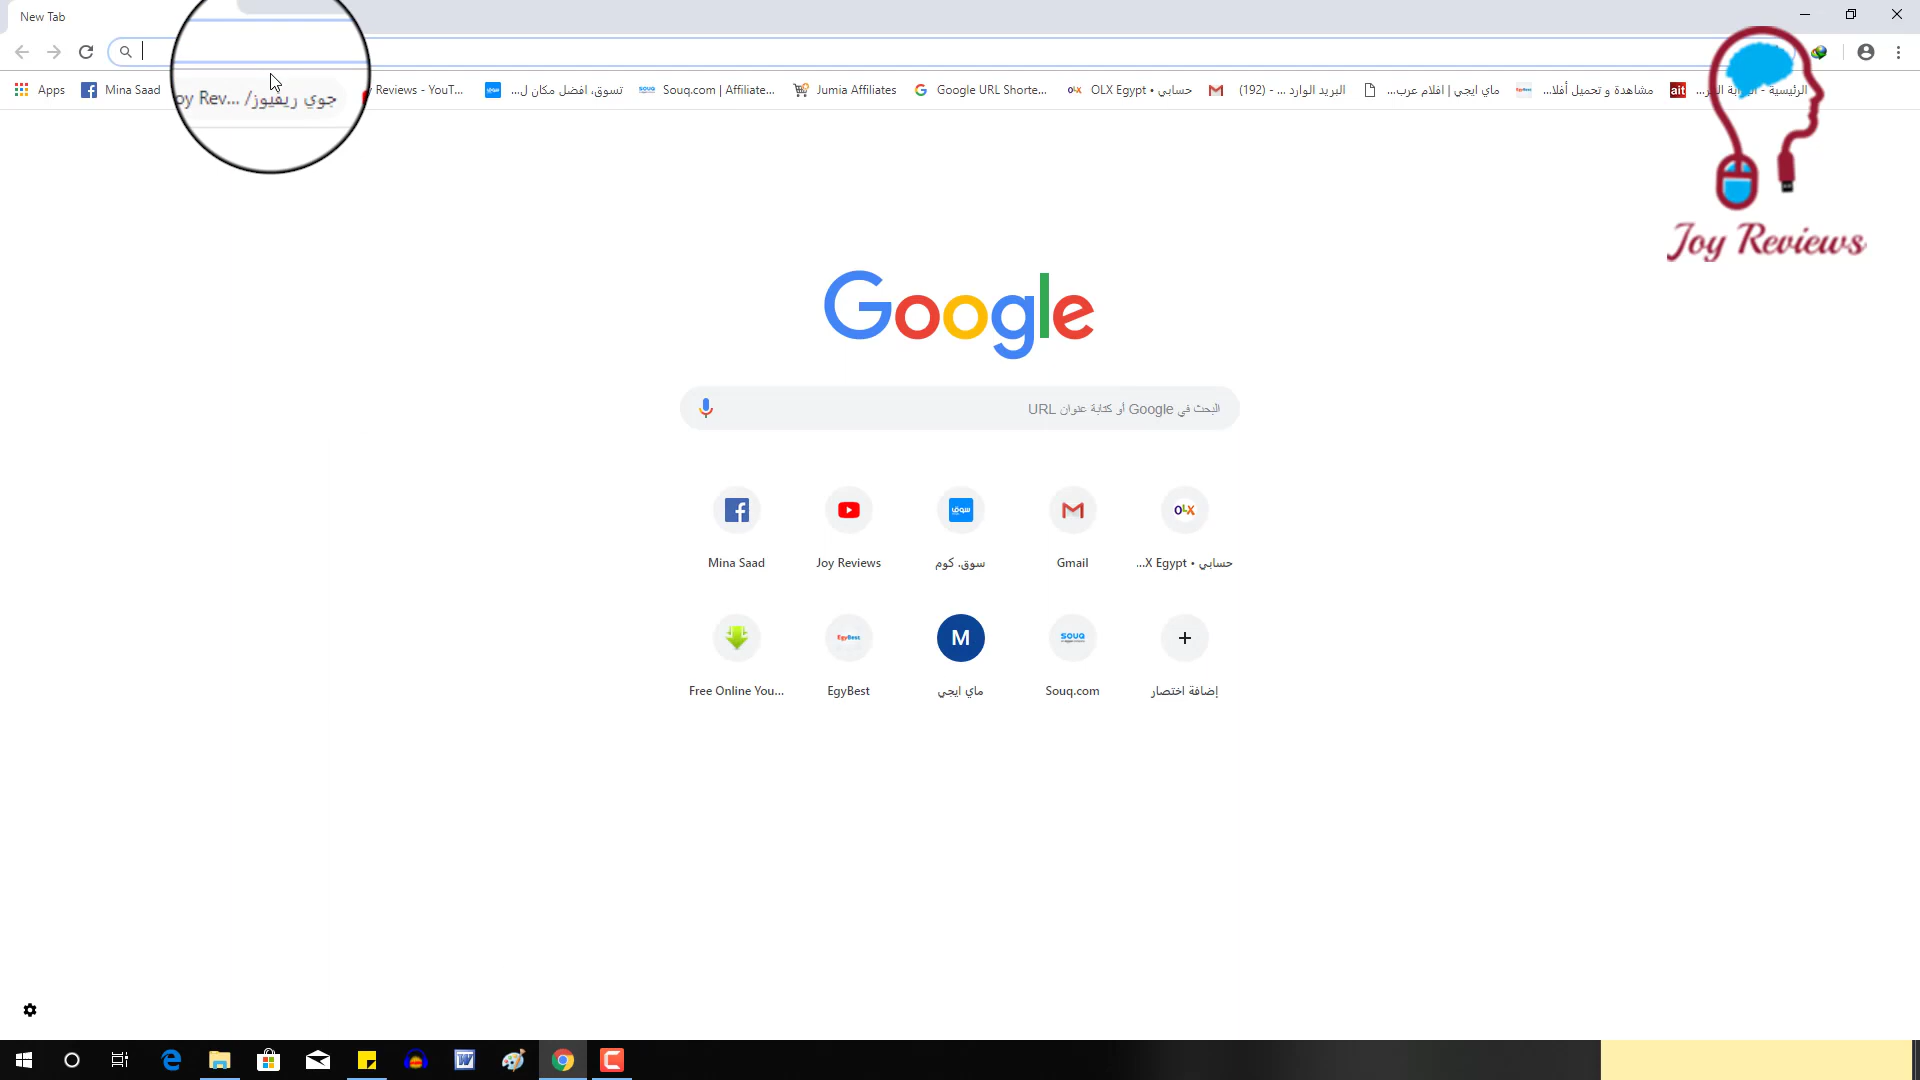 New Tab
Apps
Mina Saad
oy Rev... /جوي ريفيوز
Reviews - YouT...
تسوق، افضل مكان ل...
Souq.com | Affiliate...
Jumia Affiliates
Google URL Shorte...
حسابي • OLX Egypt
البريد الوارد ... - (192)
ماي ايجي | افلام عرب...
مشاهدة و تحميل أفلا...
الرئيسية -
Joy Reviews
Google
البحث في Google أو كتابة عنوان URL
Mina Saad
Joy Reviews
سوق. كوم
Gmail
حسابي • X Egypt...
Free Online You...
EgyBest
ماي ايجي
Souq.com
إضافة اختصار